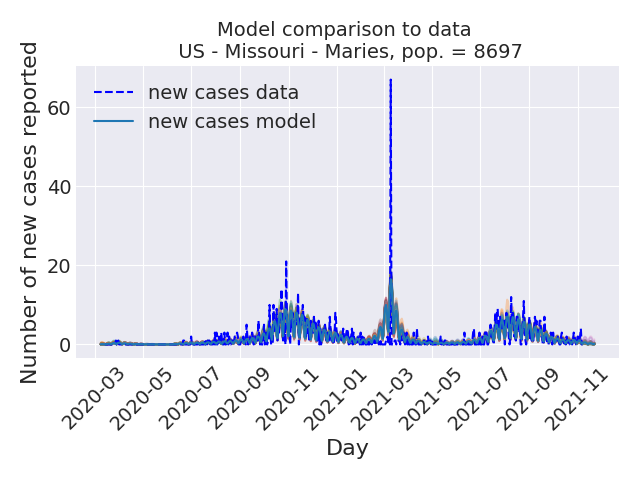 Model comparison to data
US - Missouri - Maries, pop. = 8697
Number of new cases reported
60
40
20
0
new cases data
new cases model
2020-03
2020-05
2020-07
2020-09
2020-11
2021-01
2021-03
2021-05
2021-07
2021-09
2021-11
Day